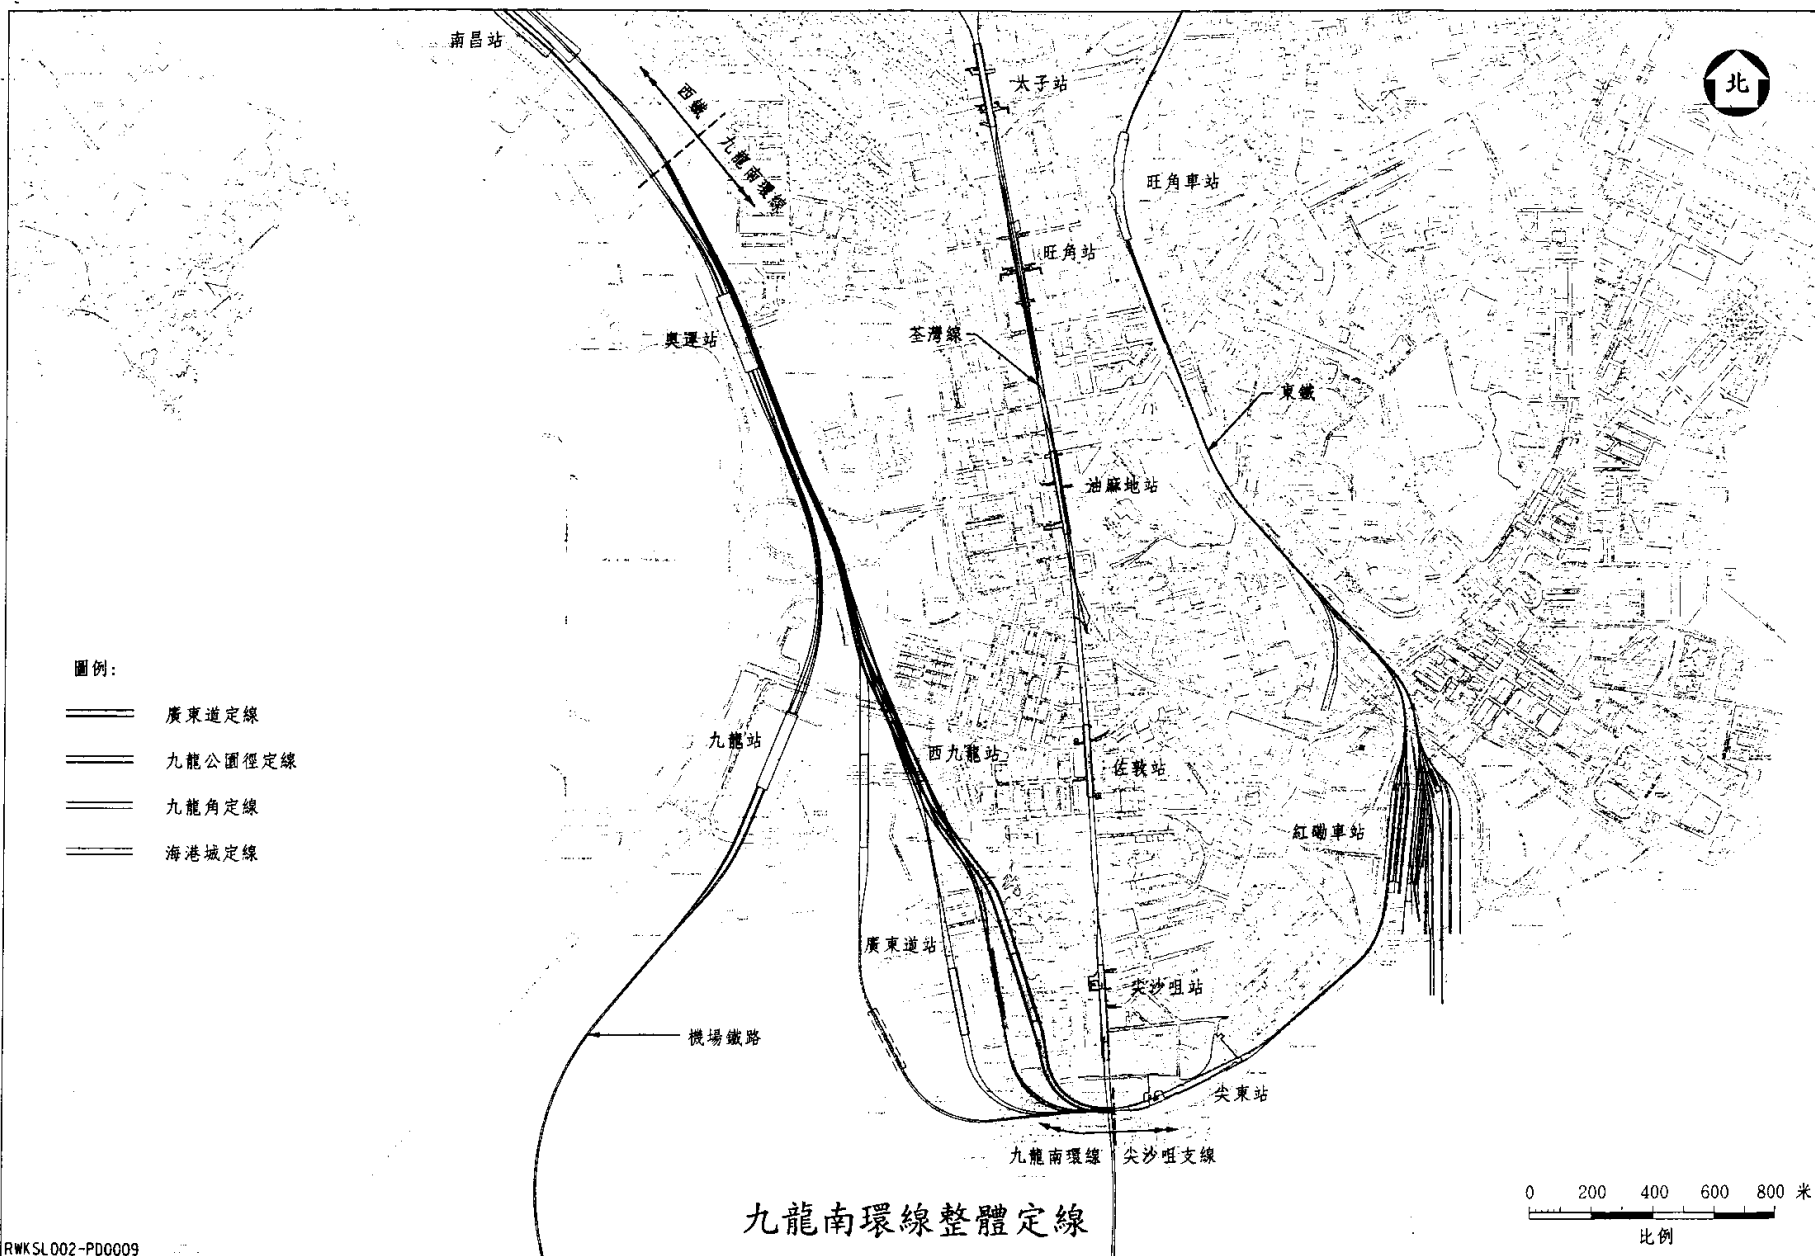 南昌站
西鐵
九龍南環線
太子站
北
旺角車站
旺角站
奧運站
荃灣線
東鐵
油麻地站
圖例:
廣東道定線
九龍公園徑定線
九龍角定線
海港城定線
九龍站
西九龍站
佐敦站
紅磡車站
廣東道站
尖沙咀站
機場鐵路
尖東站
九龍南環線
尖沙咀支線
九龍南環線整體定線
0 200 400 600 800 米
比例
RWKSL002-PD0009